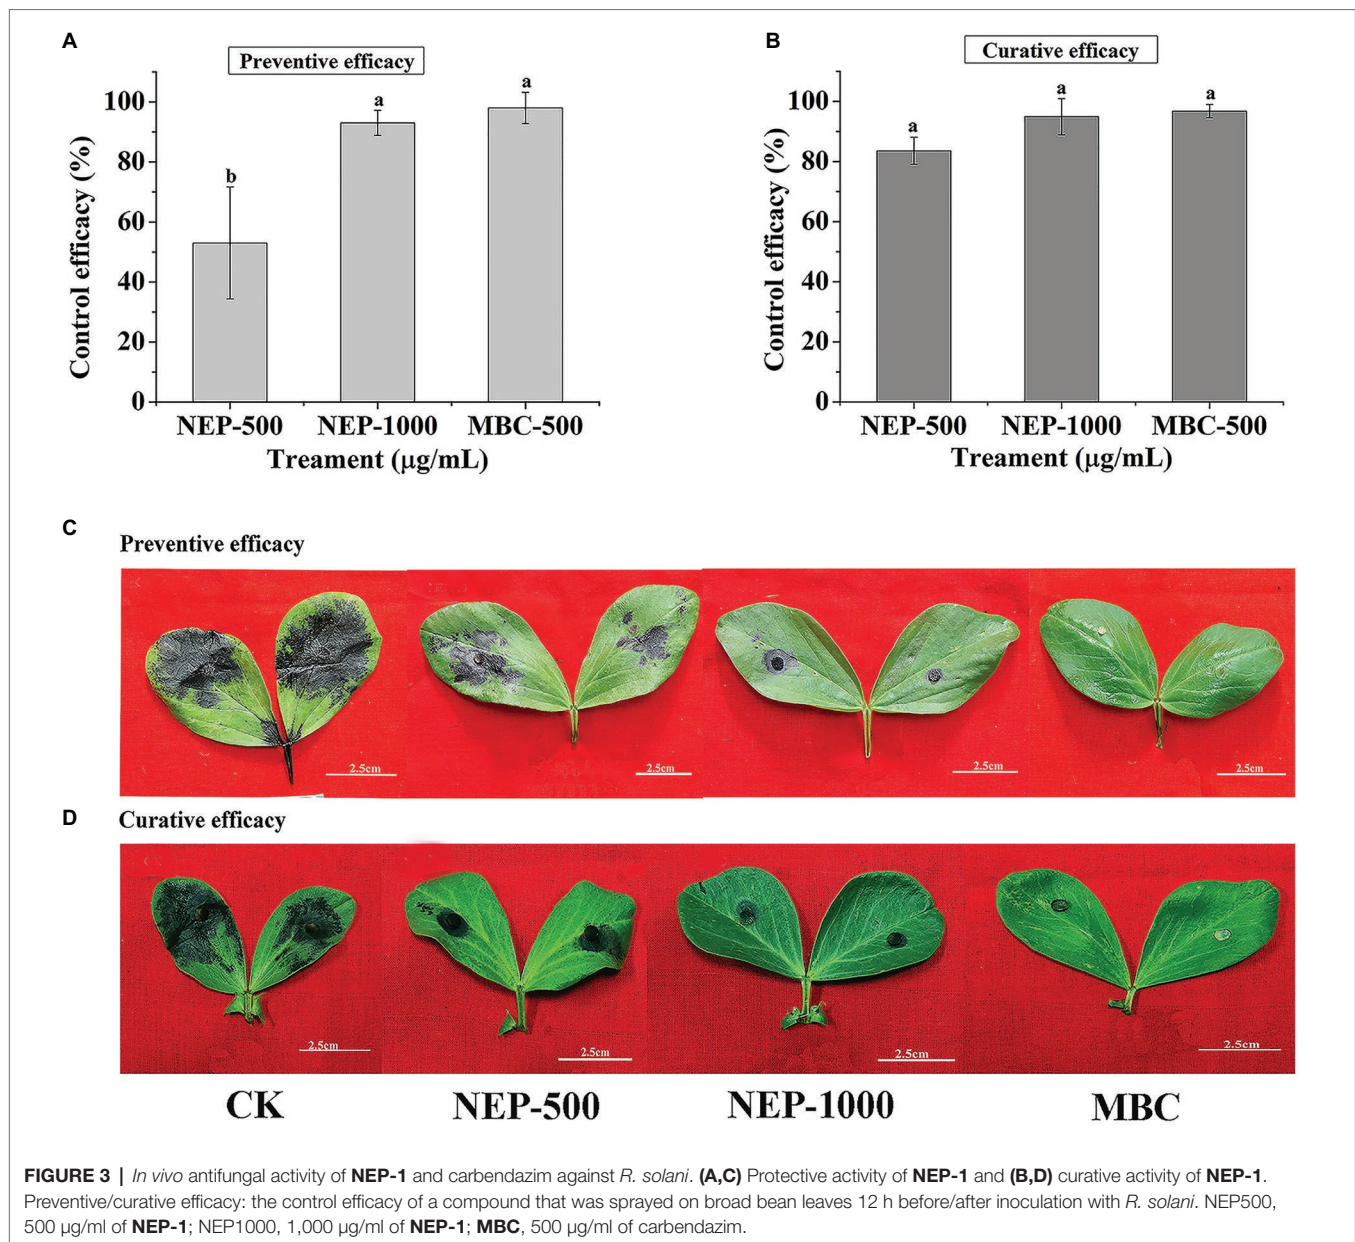 A
Preventive efficacy
Control efficacy (%)
100
80
60
40
20
0
b
a
a
NEP-500 NEP-1000 MBC-500
Treament (μg/mL)
B
Curative efficacy
Control efficacy (%)
100
80
60
40
20
0
a
a
a
NEP-500 NEP-1000 MBC-500
Treament (μg/mL)
C
Preventive efficacy
2.5cm 2.5cm 2.5cm 2.5cm
D
Curative efficacy
2.5cm 2.5cm 2.5cm 2.5cm
CK NEP-500 NEP-1000 MBC
FIGURE 3 | In vivo antifungal activity of NEP-1 and carbendazim against R. solani. (A,C) Protective activity of NEP-1 and (B,D) curative activity of NEP-1.
Preventive/curative efficacy: the control efficacy of a compound that was sprayed on broad bean leaves 12 h before/after inoculation with R. solani. NEP500,
500 μg/ml of NEP-1; NEP1000, 1,000 μg/ml of NEP-1; MBC, 500 μg/ml of carbendazim.